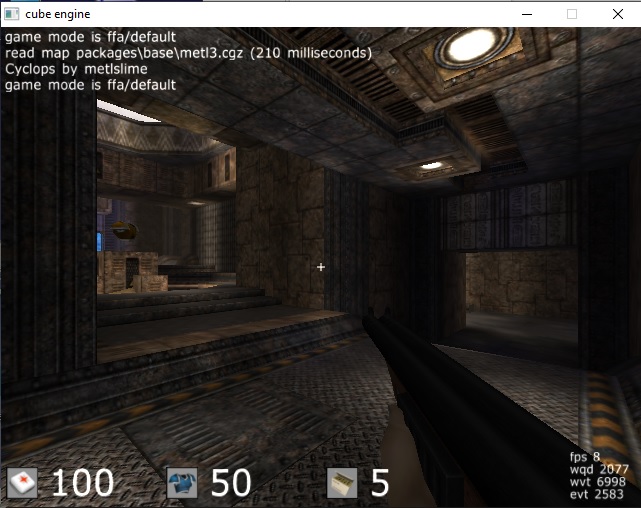 cube engine
game mode is ffa/default
read map packages\base\metl3.cgz (210 milliseconds)
Cyclops by metlslime
game mode is ffa/default
100 50 5
fps 8
wqd 2077
wvt 6998
evt 2583